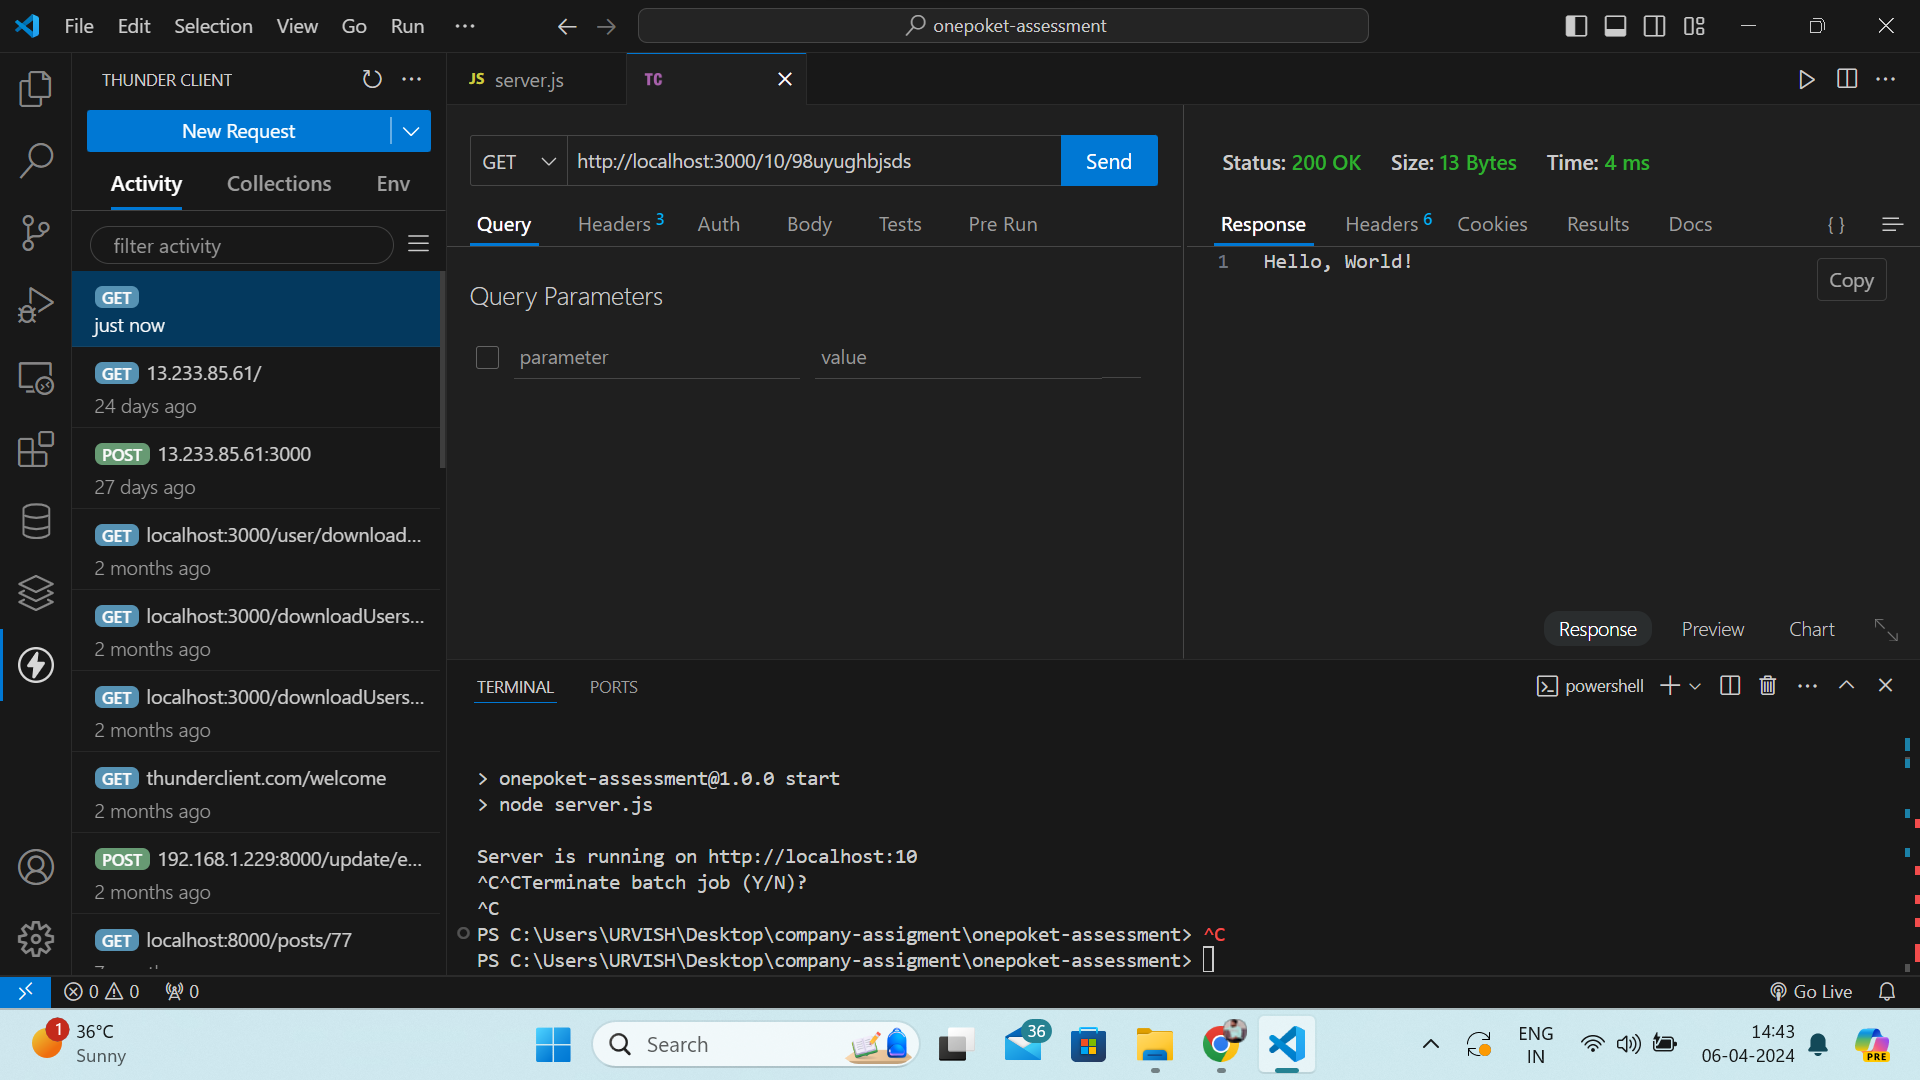 File Edit Selection View Go Run
onepoket-assessment
THUNDER CLIENT
New Request
Activity Collections Env
filter activity
GET
just now
GET 13.233.85.61/
24 days ago
POST 13.233.85.61:3000
27 days ago
GET localhost:3000/user/download...
2 months ago
GET localhost:3000/downloadUsers...
2 months ago
GET localhost:3000/downloadUsers...
2 months ago
GET thunderclient.com/welcome
2 months ago
POST 192.168.1.229:8000/update/e...
2 months ago
GET localhost:8000/posts/77
JS server.js
TC
GET http://localhost:3000/10/98uyughbjsds Send
Query Headers 3 Auth Body Tests Pre Run
Query Parameters
parameter value
Status: 200 OK Size: 13 Bytes Time: 4 ms
Response Headers 6 Cookies Results Docs { }
1 Hello, World!
Copy
Response Preview Chart
TERMINAL PORTS
powershell
> onepoket-assessment@1.0.0 start
> node server.js
Server is running on http://localhost:10
^C^CTerminate batch job (Y/N)?
^C
PS C:\Users\URVISH\Desktop\company-assigment\onepoket-assessment> ^C
PS C:\Users\URVISH\Desktop\company-assigment\onepoket-assessment>
0 0 0
Go Live
1
36°C
Sunny
Search
36
ENG
IN
14:43
06-04-2024
PRE